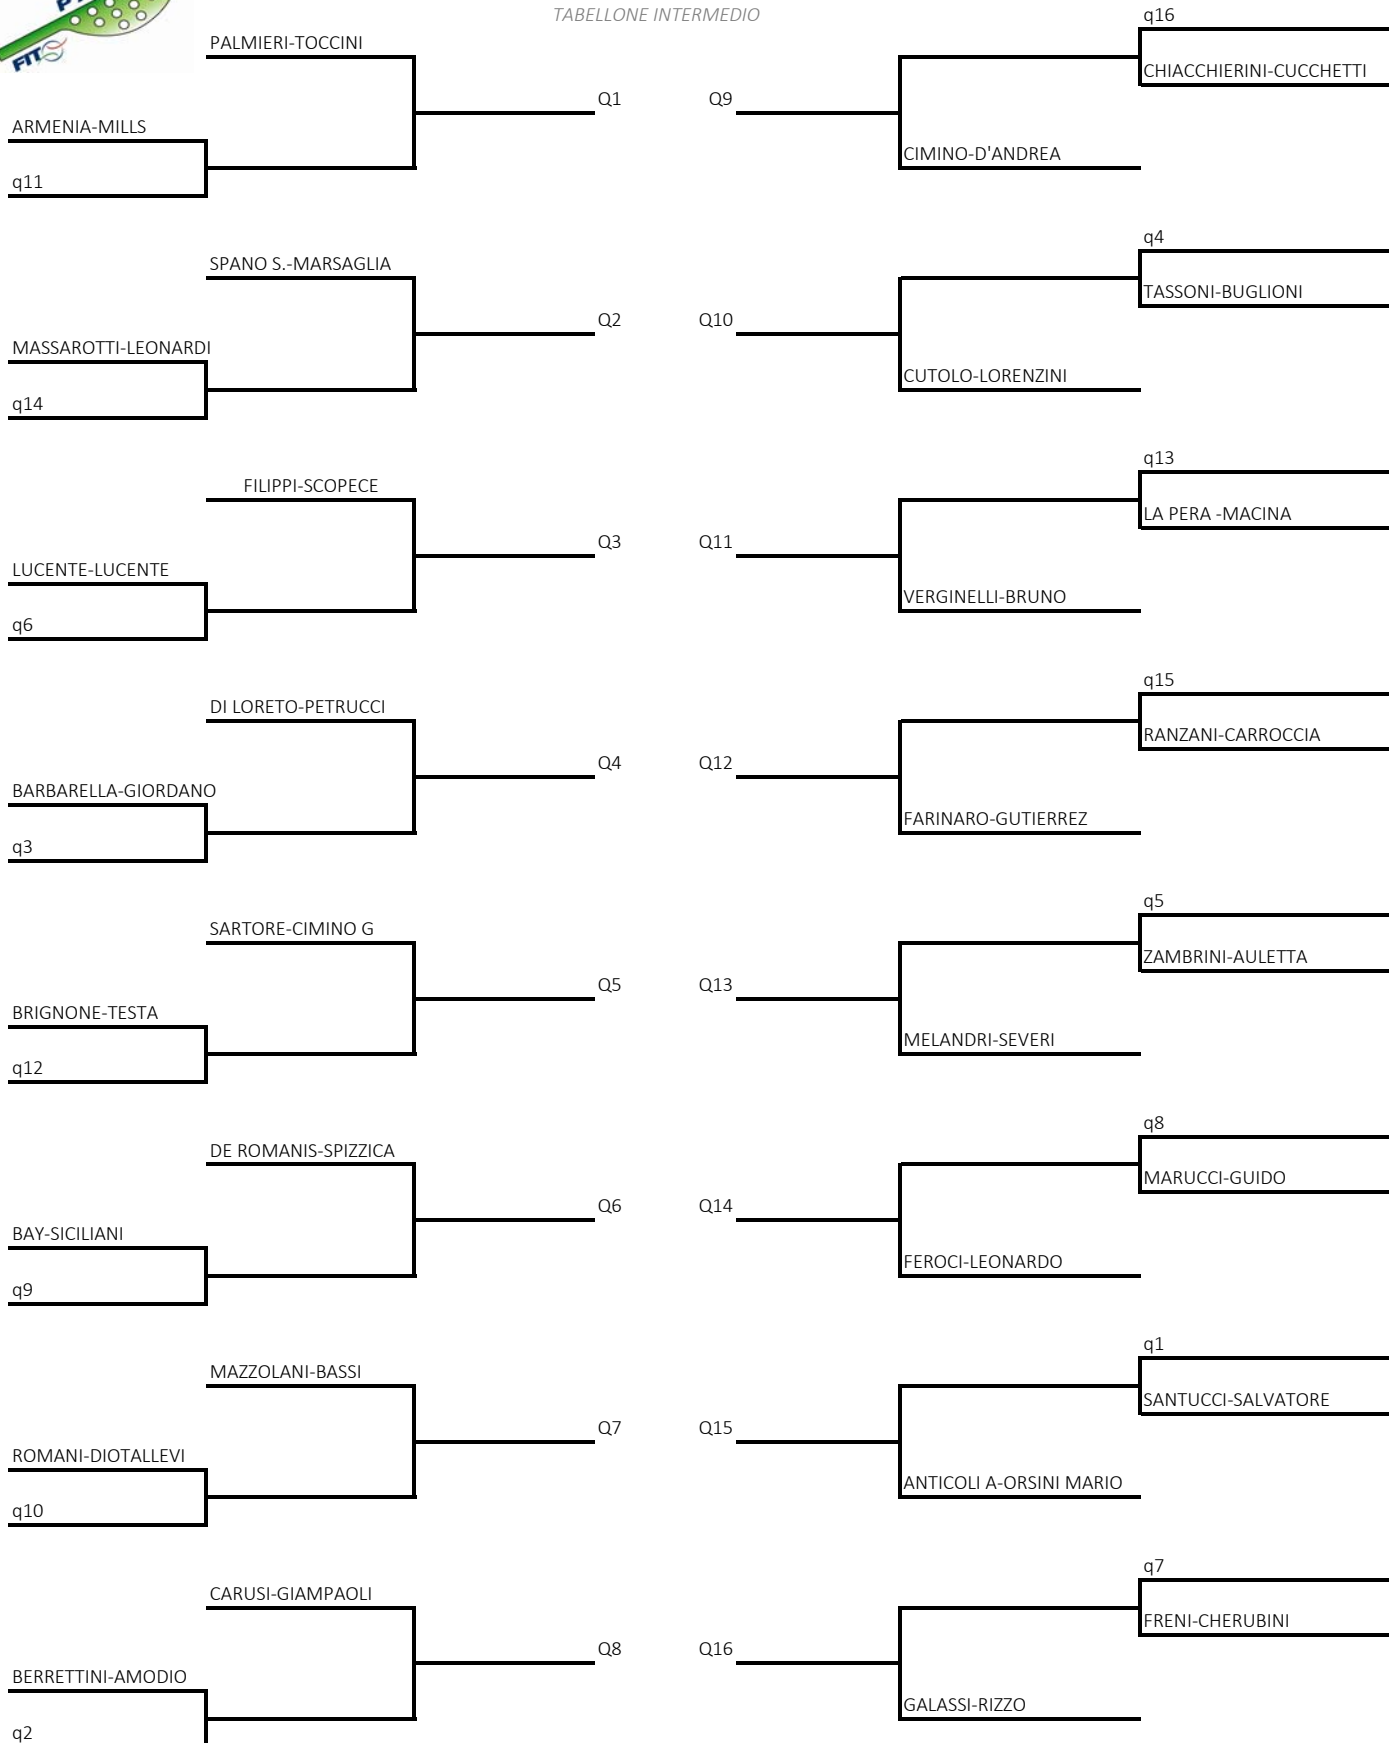 TABELLONE INTERMEDIO
FIT
PALMIERI-TOCCINI
Q1
ARMENIA-MILLS
q11
SPANO S.-MARSAGLIA
Q2
MASSAROTTI-LEONARDI
q14
FILIPPI-SCOPECE
Q3
LUCENTE-LUCENTE
q6
DI LORETO-PETRUCCI
Q4
BARBARELLA-GIORDANO
q3
SARTORE-CIMINO G
Q5
BRIGNONE-TESTA
q12
DE ROMANIS-SPIZZICA
Q6
BAY-SICILIANI
q9
MAZZOLANI-BASSI
Q7
ROMANI-DIOTALLEVI
q10
CARUSI-GIAMPAOLI
Q8
BERRETTINI-AMODIO
q2
q16
CHIACCHIERINI-CUCCHETTI
Q9
CIMINO-D'ANDREA
q4
TASSONI-BUGLIONI
Q10
CUTOLO-LORENZINI
q13
LA PERA -MACINA
Q11
VERGINELLI-BRUNO
q15
RANZANI-CARROCCIA
Q12
FARINARO-GUTIERREZ
q5
ZAMBRINI-AULETTA
Q13
MELANDRI-SEVERI
q8
MARUCCI-GUIDO
Q14
FEROCI-LEONARDO
q1
SANTUCCI-SALVATORE
Q15
ANTICOLI A-ORSINI MARIO
q7
FRENI-CHERUBINI
Q16
GALASSI-RIZZO